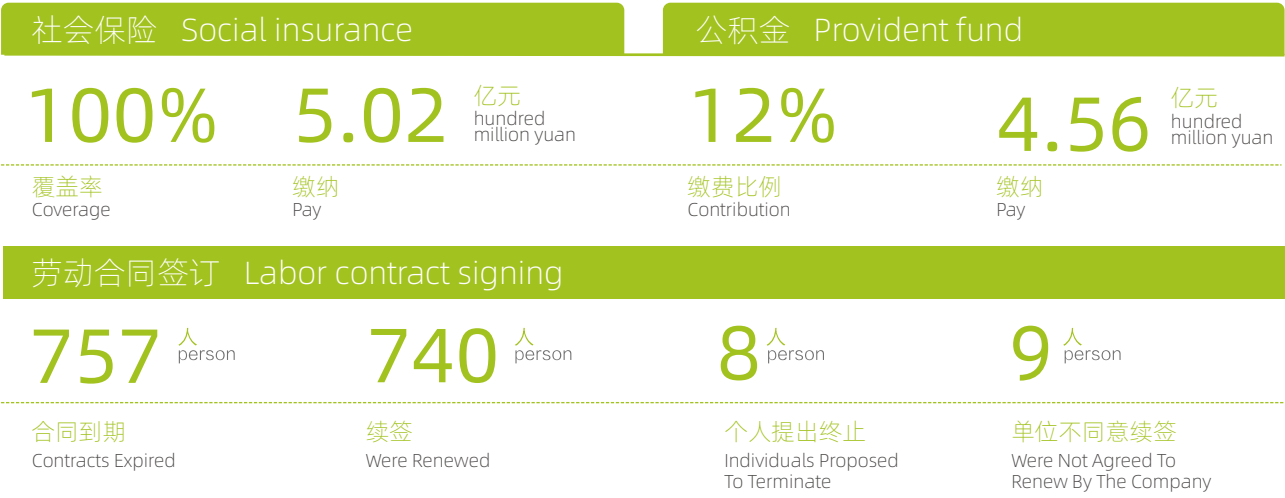 社会保险 Social insurance
公积金 Provident fund
100%
5.02 亿元
hundred
million yuan
12%
4.56 亿元
hundred
million yuan
覆盖率
Coverage
缴纳
Pay
缴费比例
Contribution
缴纳
Pay
劳动合同签订 Labor contract signing
757 人
person
740 人
person
8 人
person
9 人
person
合同到期
Contracts Expired
续签
Were Renewed
个人提出终止
Individuals Proposed
To Terminate
单位不同意续签
Were Not Agreed To
Renew By The Company